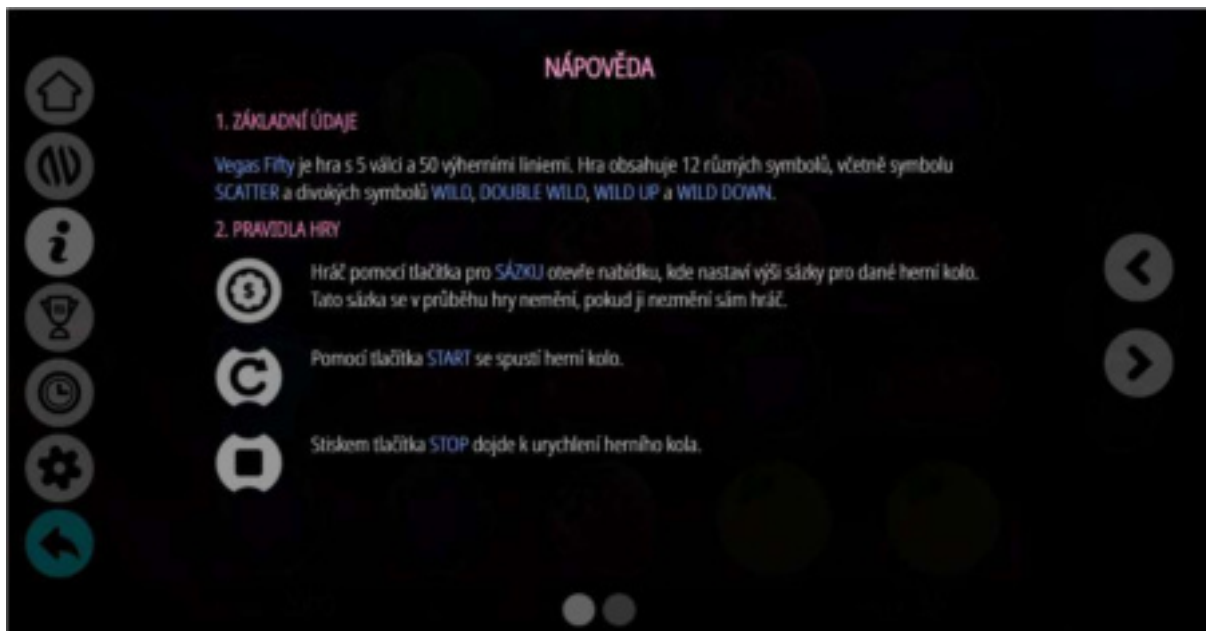 NÁPOVĚDA
1. ZÁKLADNÍ ÚDAJE
Vegas Fifty je hra s 5 válci a 50 výherními liniemi. Hra obsahuje 12 různých symbolů, včetně symbolu
SCATTER a divokých symbolů WILD, DOUBLE WILD, WILD UP a WILD DOWN.
2. PRAVIDLA HRY
Hráč pomocí tlačítka pro SÁZKU otevře nabídku, kde nastaví výši sázky pro dané herní kolo.
Tato sázka se v průběhu hry nemění, pokud ji nezmění sám hráč.
Pomocí tlačítka START se spustí herní kolo.
Stiskem tlačítka STOP dojde k urychlení herního kola.